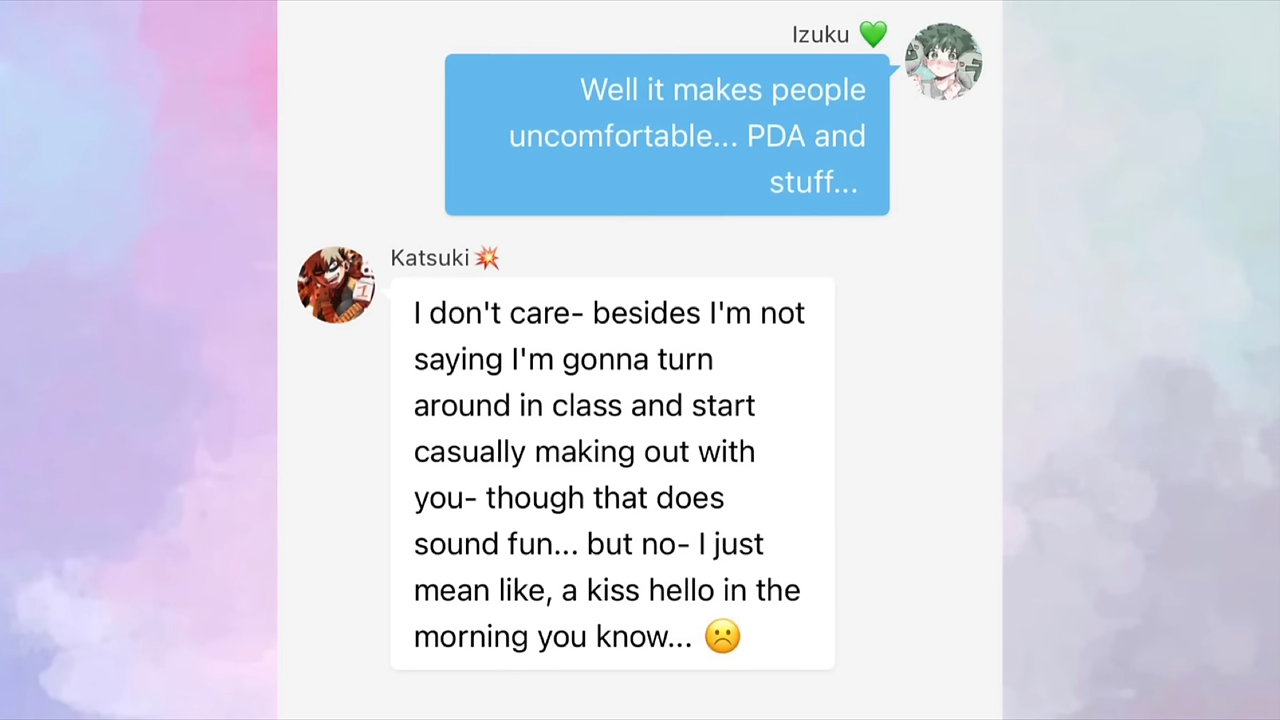 Izuku 💚
Well it makes people
uncomfortable... PDA and
stuff...
Katsuki 💥
I don't care- besides I'm not
saying I'm gonna turn
around in class and start
casually making out with
you- though that does
sound fun... but no- I just
mean like, a kiss hello in the
morning you know... ☹️
1